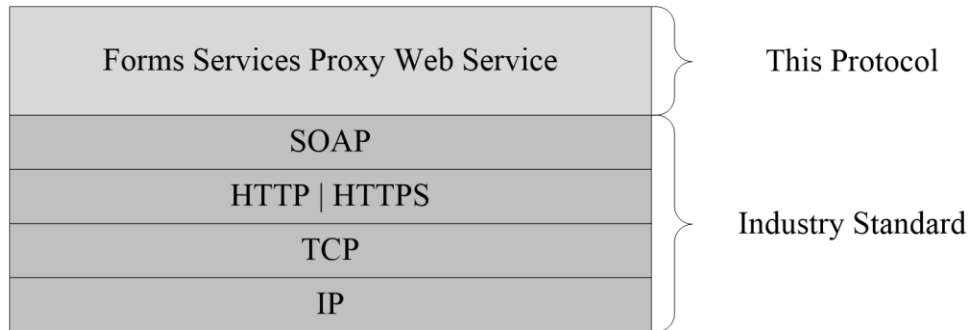 Forms Services Proxy Web Service
This Protocol
SOAP
HTTP | HTTPS
TCP
IP
Industry Standard